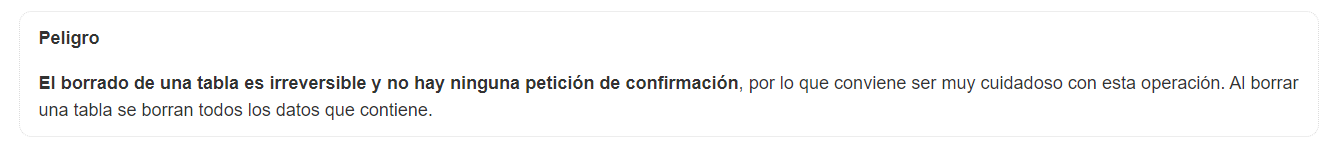 Peligro
El borrado de una tabla es irreversible y no hay ninguna petición de confirmación, por lo que conviene ser muy cuidadoso con esta operación. Al borrar
una tabla se borran todos los datos que contiene.